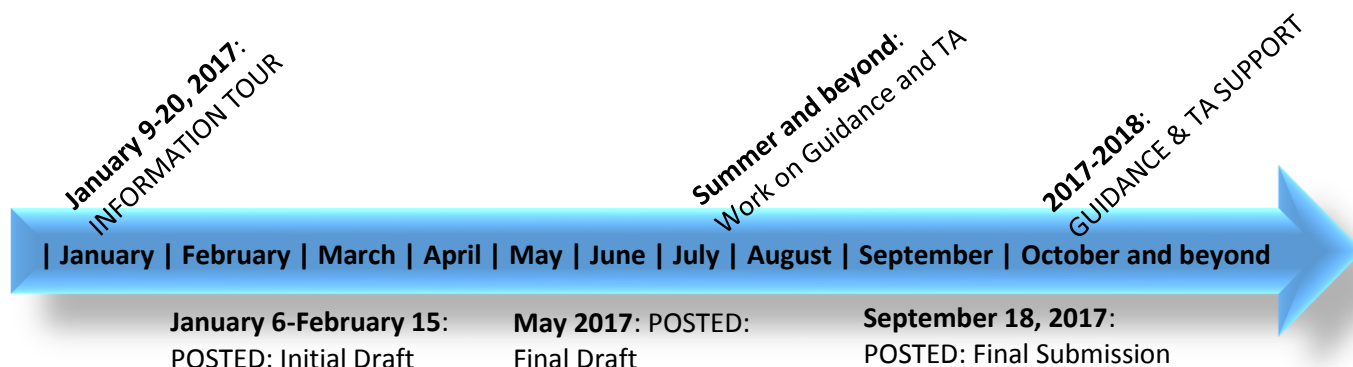 January 9-20, 2017:
INFORMATION TOUR
Summer and beyond:
Work on Guidance and TA
2017-2018:
GUIDANCE & TA SUPPORT
| January | February | March | April | May | June | July | August | September | October and beyond
January 6-February 15:
POSTED: Initial Draft
May 2017: POSTED:
Final Draft
September 18, 2017:
POSTED: Final Submission